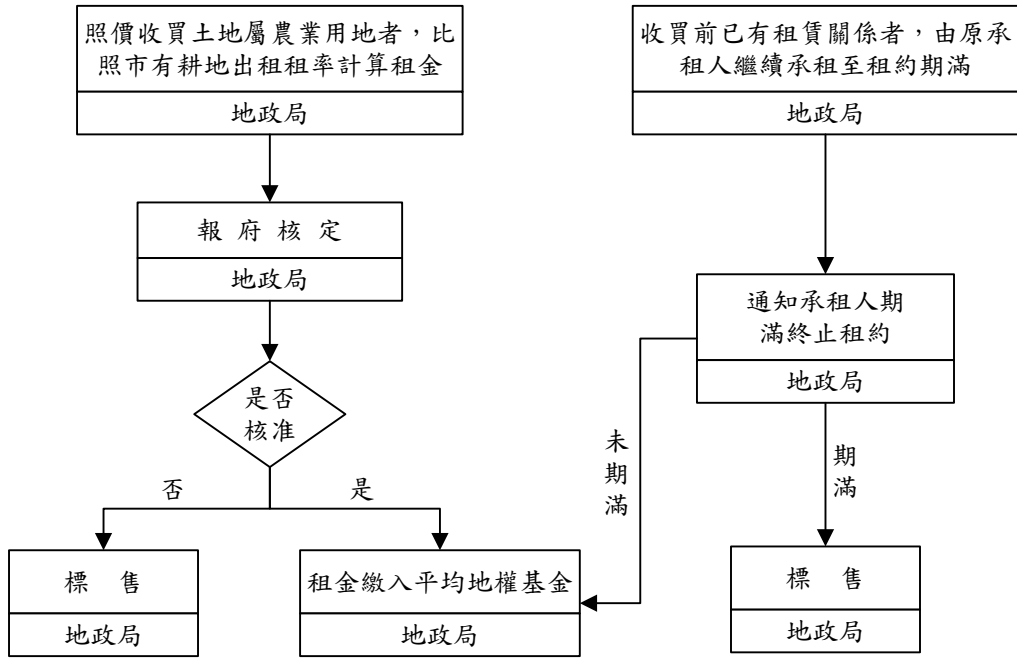 照價收買土地屬農業用地者，比
照市有耕地出租租率計算租金
地政局
收買前已有租賃關係者，由原承
租人繼續承租至租約期滿
地政局
報府核定
地政局
通知承租人期
滿終止租約
地政局
是否
核准
否
是
未期滿
期滿
標售
地政局
租金繳入平均地權基金
地政局
標售
地政局